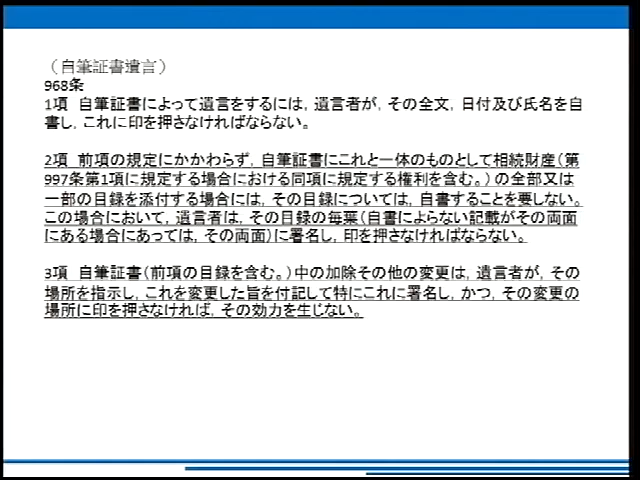 （自筆証書遺言）
968条
1項　自筆証書によって遺言をするには，遺言者が，その全文，日付及び氏名を自
書し，これに印を押さなければならない。
2項　前項の規定にかかわらず，自筆証書にこれと一体のものとして相続財産（第
997条第1項に規定する場合における同項に規定する権利を含む。）の全部又は
一部の目録を添付する場合には，その目録については，自書することを要しない。
この場合において，遺言者は，その目録の毎葉（自書によらない記載がその両面
にある場合にあっては，その両面）に署名し，印を押さなければならない。
3項　自筆証書（前項の目録を含む。）中の加除その他の変更は，遺言者が，その
場所を指示し，これを変更した旨を付記して特にこれに署名し，かつ，その変更の
場所に印を押さなければ，その効力を生じない。